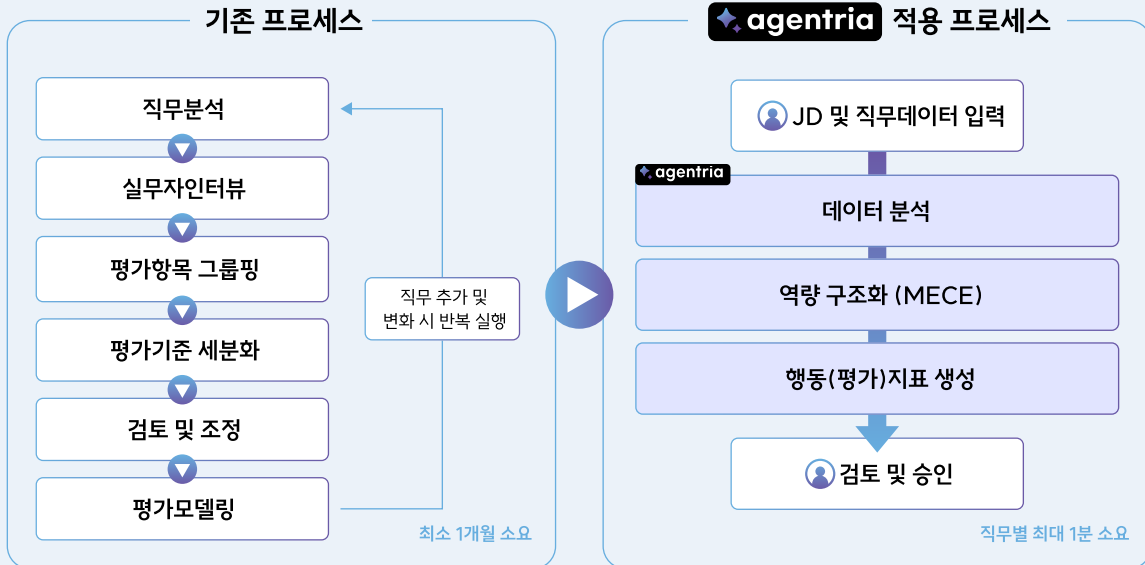 기존 프로세스
직무분석
실무자인터뷰
평가항목 그룹핑
평가기준 세분화
검토 및 조정
평가모델링
직무 추가 및
변화 시 반복 실행
최소 1개월 소요
agentria 적용 프로세스
JD 및 직무데이터 입력
agentria
데이터 분석
역량 구조화 (MECE)
행동(평가)지표 생성
검토 및 승인
직무별 최대 1분 소요